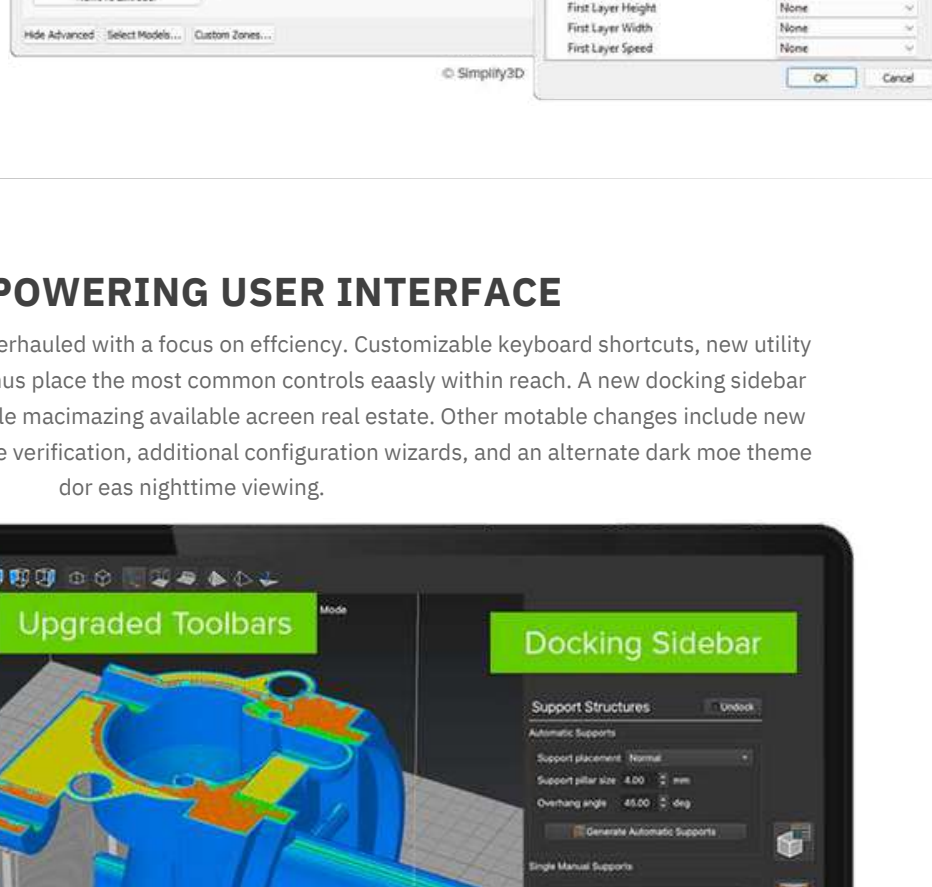 First Layer Height None
First Layer Width None
Hide Advanced Select Models... Custom Zones...
First Layer Speed None
© Simplify3D
OK Cancel
POWERING USER INTERFACE
erhauled with a focus on effciency. Customizable keyboard shortcuts, new utility
us place the most common controls eaasly within reach. A new docking sidebar
le macimazing available acreen real estate. Other motable changes include new
e verification, additional configuration wizards, and an alternate dark moe theme
dor eas nighttime viewing.
Mode
Upgraded Toolbars
Docking Sidebar
Support Structures Undock
Automatic Supports
Support placement Normal
Support pillar size 4.00 mm
Overhang angle 45.00 deg
Generate Automatic Supports
Single Manual Supports